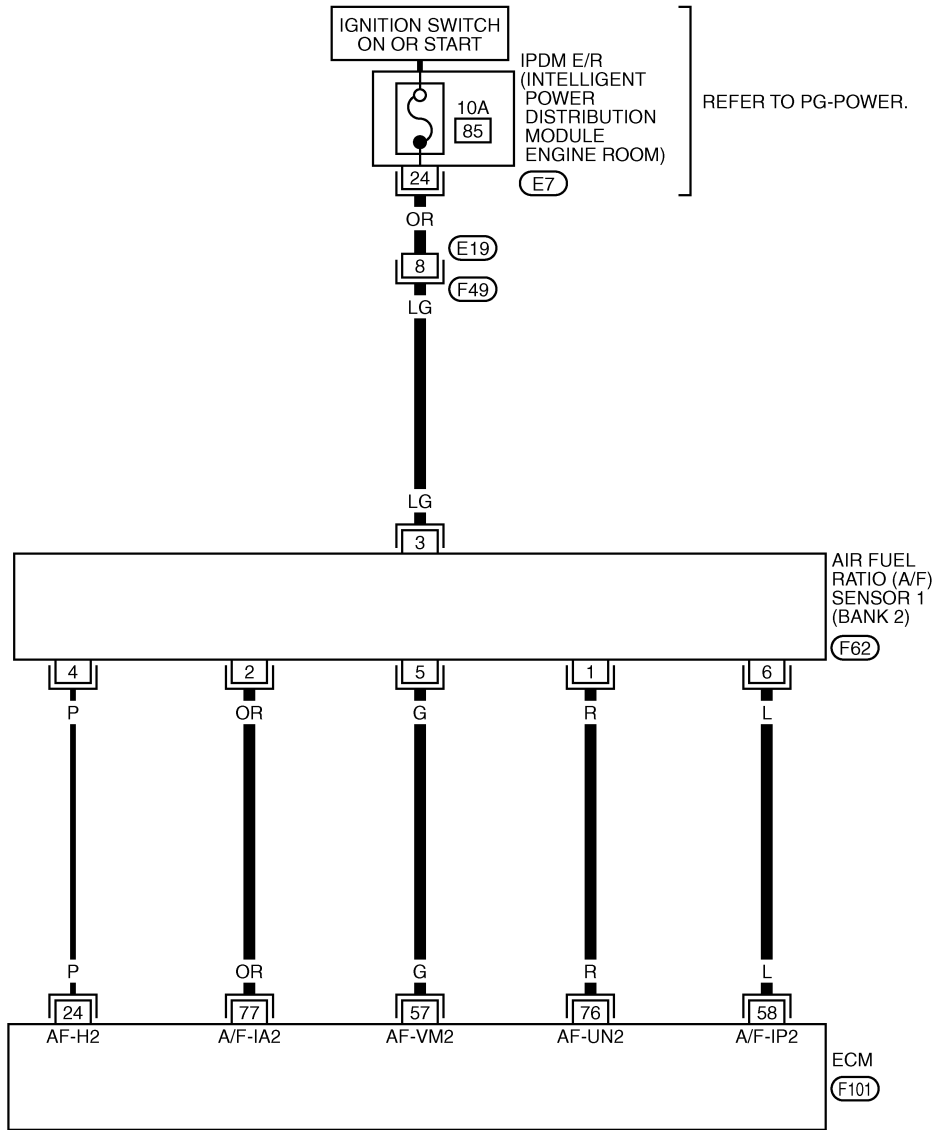 IGNITION SWITCH
ON OR START
IPDM E/R
(INTELLIGENT
POWER
DISTRIBUTION
MODULE
ENGINE ROOM)
REFER TO PG-POWER.
10A
85
24
E7
OR
E19
8
F49
LG
LG
3
AIR FUEL
RATIO (A/F)
SENSOR 1
(BANK 2)
F62
4 2 5 1 6
P OR G R L
P OR G R L
24 77 57 76 58
AF-H2 A/F-IA2 AF-VM2 AF-UN2 A/F-IP2
ECM
F101